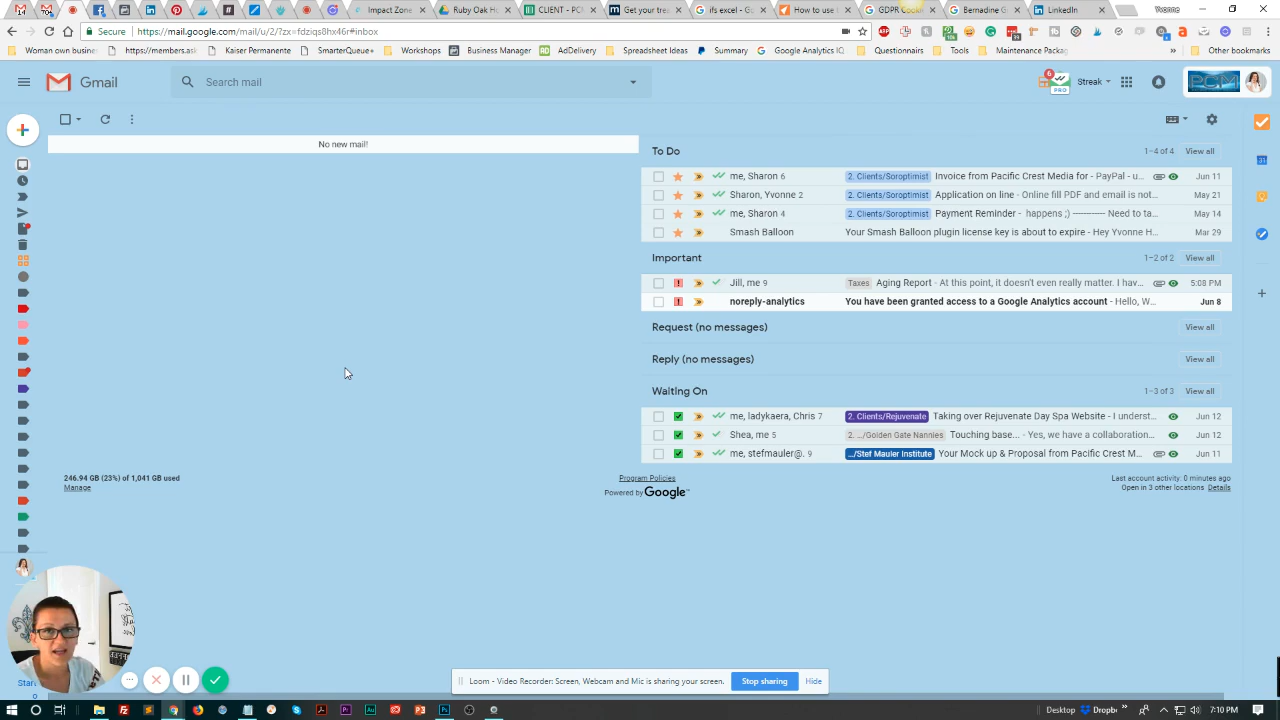 Impact Zone
Ruby Oak Ho
CLIENT - PCM
Get your tre
ifs excel - Go
How to use i
GDPR Cooki
Bernadine G
LinkedIn
Yvonne
Secure https://mail.google.com/mail/u/2/?zx=fdziqs8hx46r#inbox
Woman own busine
https://members.ask
Kaiser Permanente
Workshops
Business Manager
AdDelivery
Spreadsheet Ideas
Summary
Google Analytics IQ
Tools
Maintenance Packag
Other bookmarks
Gmail
Search mail
6
PRO
Streak
PCM
No new mail!
To Do
1–4 of 4
View all
me, Sharon 6 2. Clients/Soroptimist Invoice from Pacific Crest Media for - PayPal - u... Jun 11
Sharon, Yvonne 2 2. Clients/Soroptimist Application on line - Online fill PDF and email is not... May 21
me, Sharon 4 2. Clients/Soroptimist Payment Reminder - happens ;) ---------- Need to ta... May 14
Smash Balloon Your Smash Balloon plugin license key is about to expire - Hey Yvonne H... Mar 29
Important
1–2 of 2
View all
Jill, me 9 Taxes Aging Report - At this point, it doesn't even really matter. I hav... 5:08 PM
noreply-analytics You have been granted access to a Google Analytics account - Hello, W... Jun 8
Request (no messages)
View all
Reply (no messages)
View all
Waiting On
1–3 of 3
View all
me, ladykaera, Chris 7 2. Clients/Rejuvenate Taking over Rejuvenate Day Spa Website - I underst... Jun 12
Shea, me 5 2. .../Golden Gate Nannies Touching base... - Yes, we have a collaboration... Jun 12
me, stefmauler@. 9 .../Stef Mauler Institute Your Mock up & Proposal from Pacific Crest M... Jun 11
246.94 GB (23%) of 1,041 GB used
Manage
Program Policies
Powered by Google™
Last account activity: 0 minutes ago
Open in 3 other locations Details
Loom - Video Recorder: Screen, Webcam and Mic is sharing your screen.
Stop sharing
Hide
Desktop
Dropbox
7:10 PM